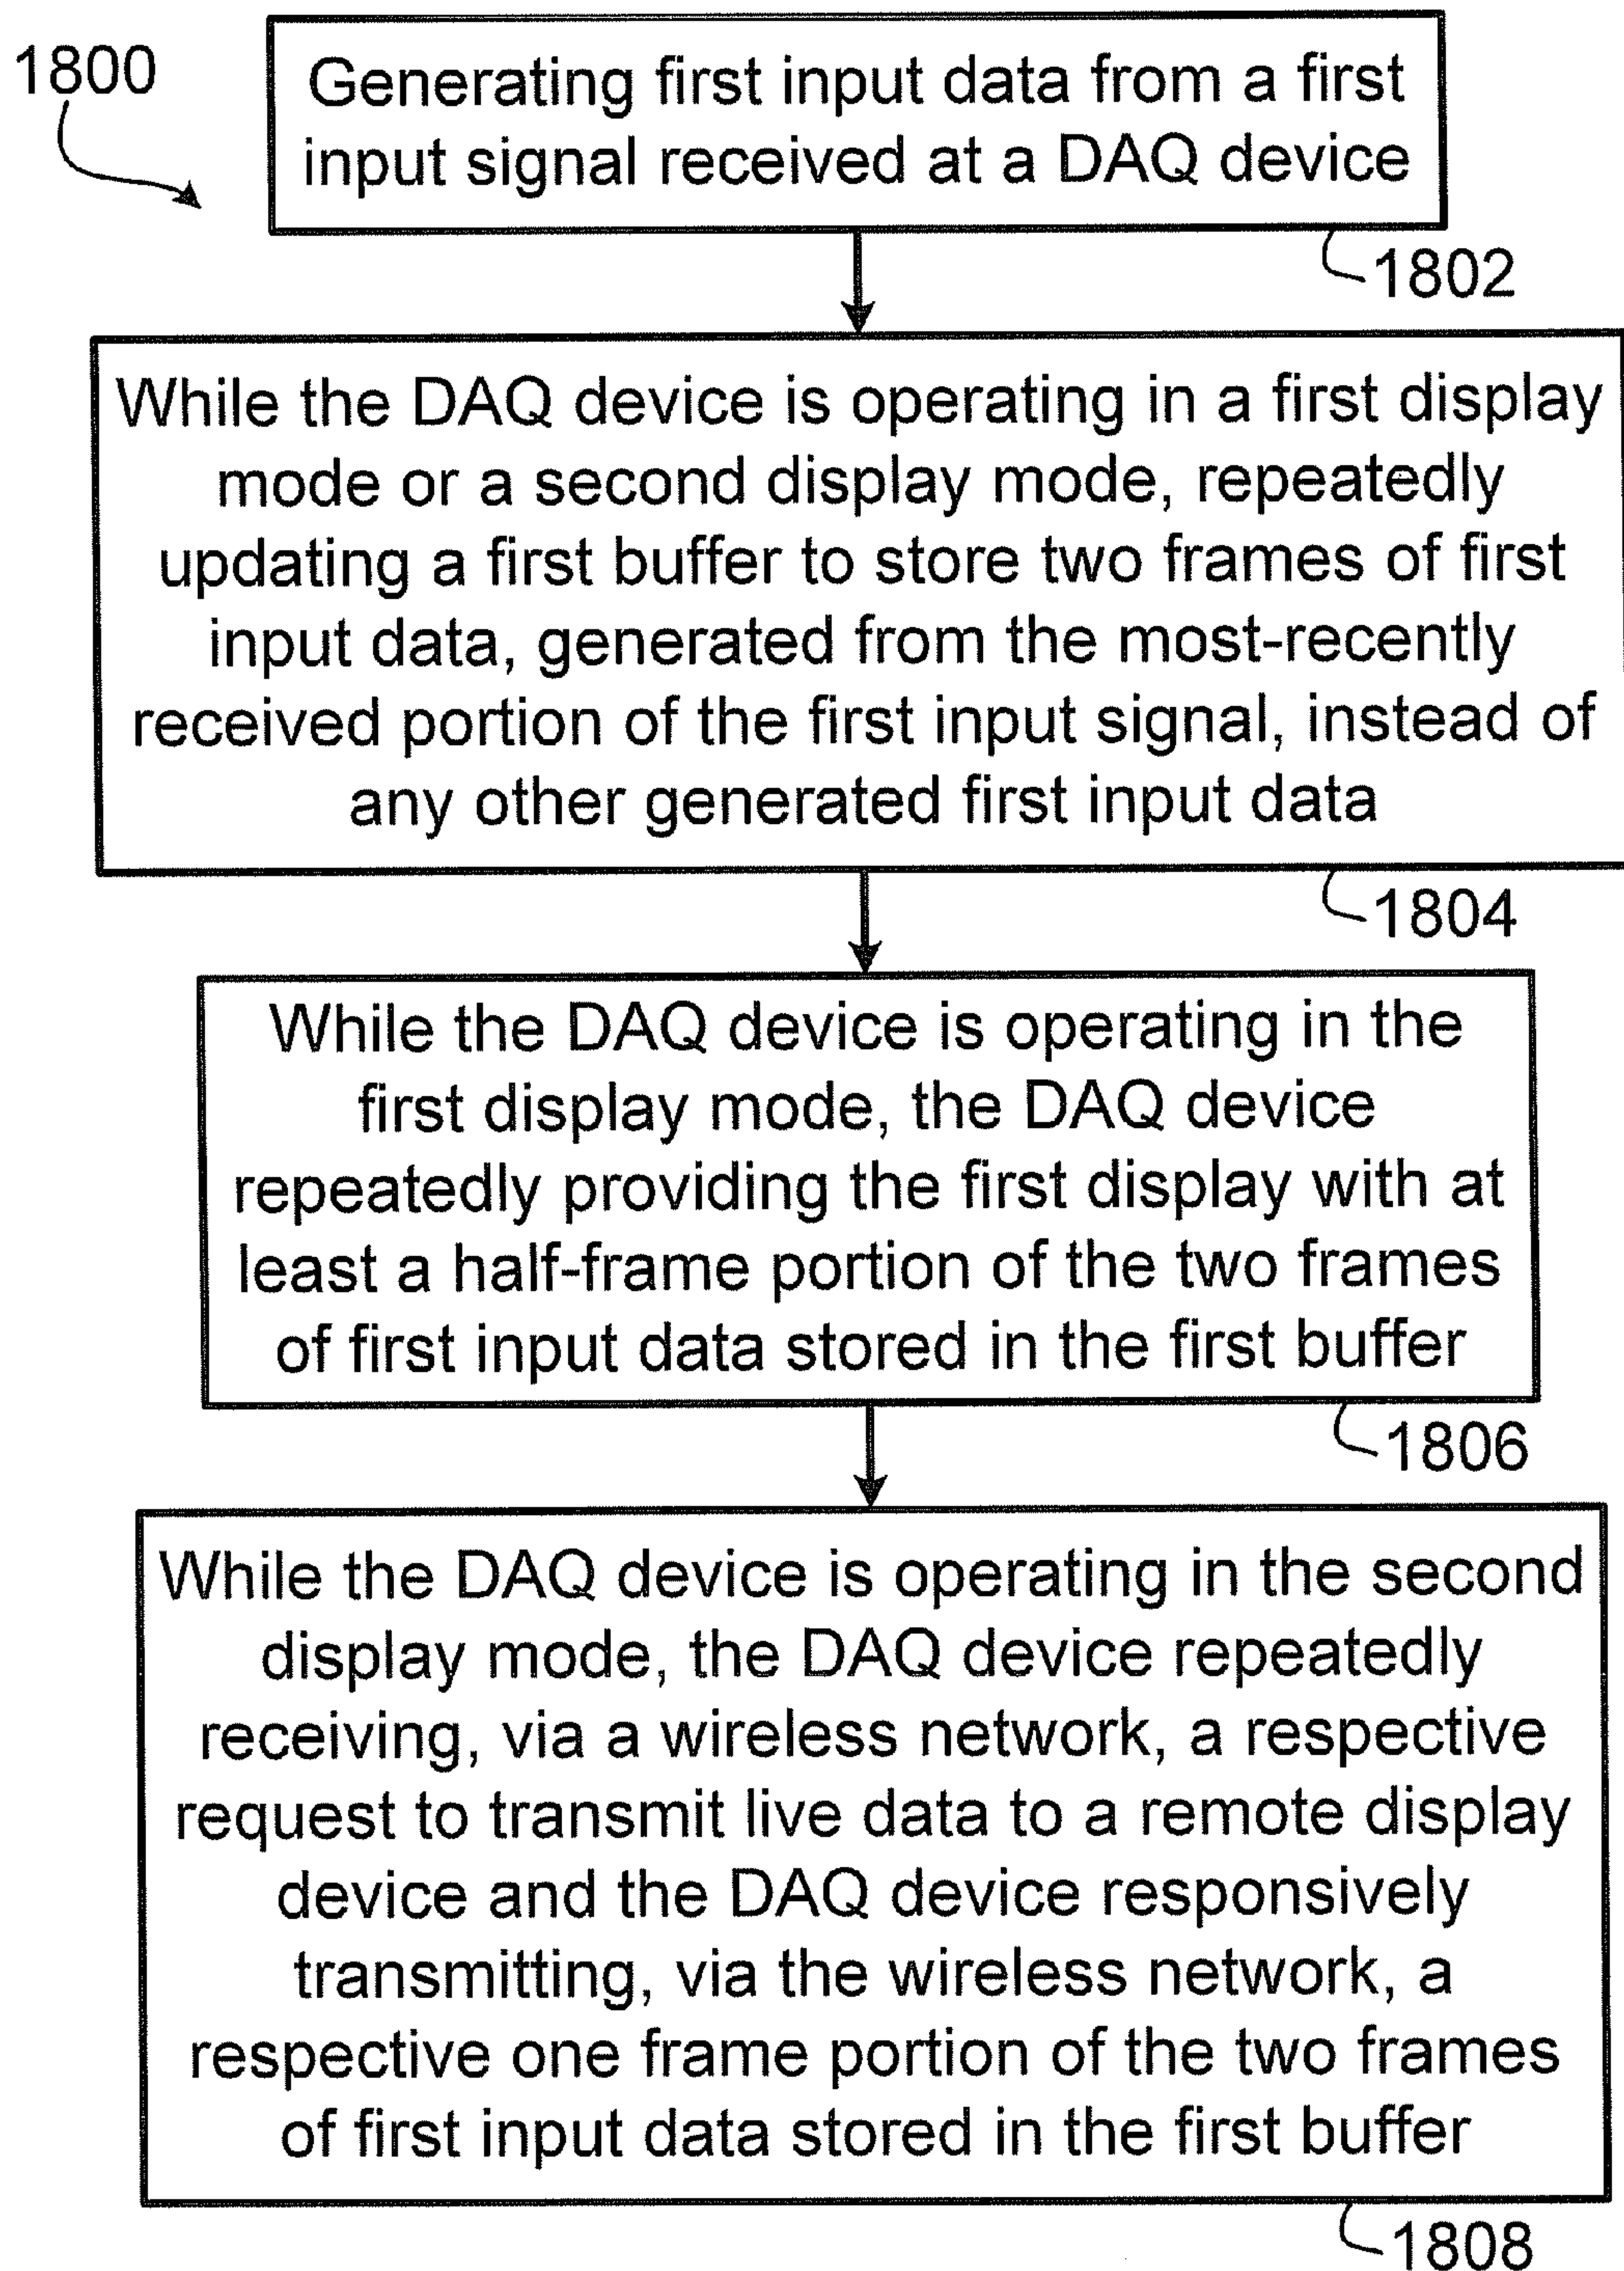 1800
Generating first input data from a first
input signal received at a DAQ device
1802
While the DAQ device is operating in a first display
mode or a second display mode, repeatedly
updating a first buffer to store two frames of first
input data, generated from the most-recently
received portion of the first input signal, instead of
any other generated first input data
1804
While the DAQ device is operating in the
first display mode, the DAQ device
repeatedly providing the first display with at
least a half-frame portion of the two frames
of first input data stored in the first buffer
1806
While the DAQ device is operating in the second
display mode, the DAQ device repeatedly
receiving, via a wireless network, a respective
request to transmit live data to a remote display
device and the DAQ device responsively
transmitting, via the wireless network, a
respective one frame portion of the two frames
of first input data stored in the first buffer
1808